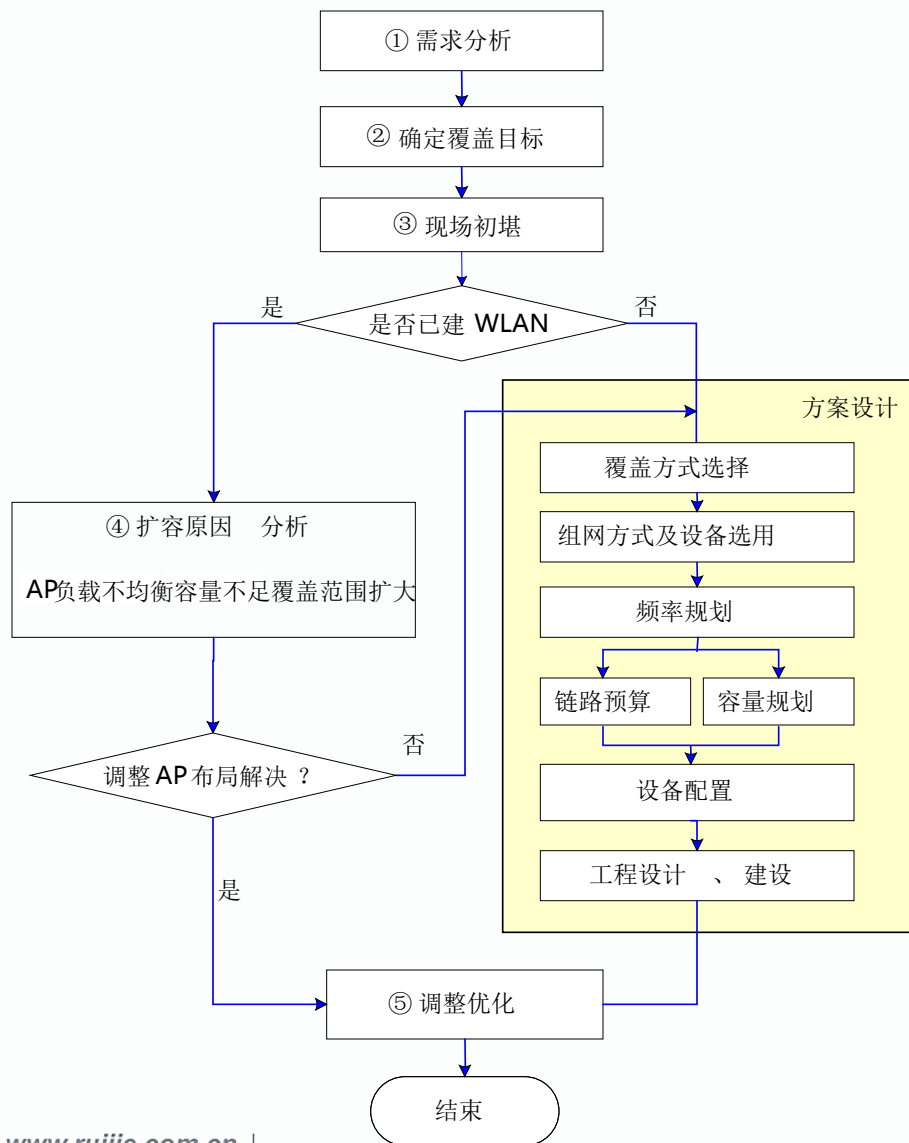 ① 需求分析
② 确定覆盖目标
③ 现场初堪
是否已建 WLAN
是
否
方案设计
覆盖方式选择
组网方式及设备选用
频率规划
链路预算
容量规划
设备配置
工程设计 、 建设
④ 扩容原因 分析
AP负载不均衡容量不足覆盖范围扩大
调整 AP 布局解决 ？
否
是
⑤ 调整优化
结束
www.ruijie.com.cn |